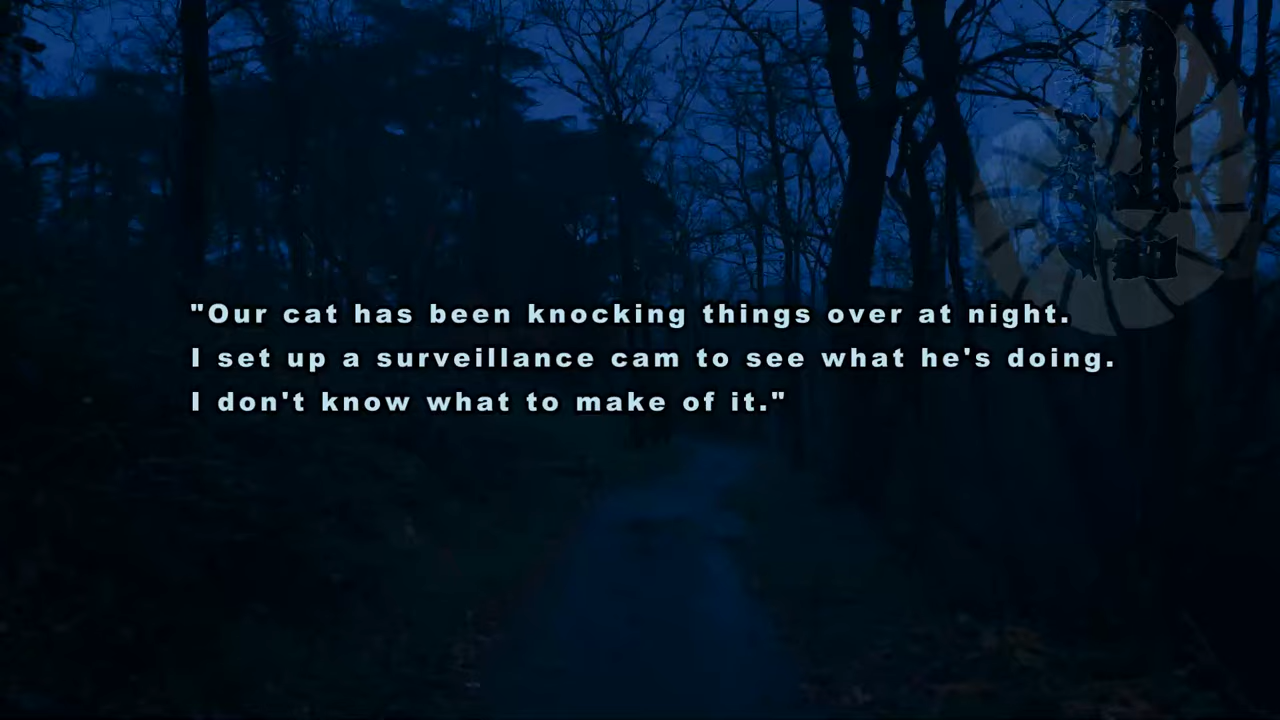 "Our cat has been knocking things over at night.
I set up a surveillance cam to see what he's doing.
I don't know what to make of it."